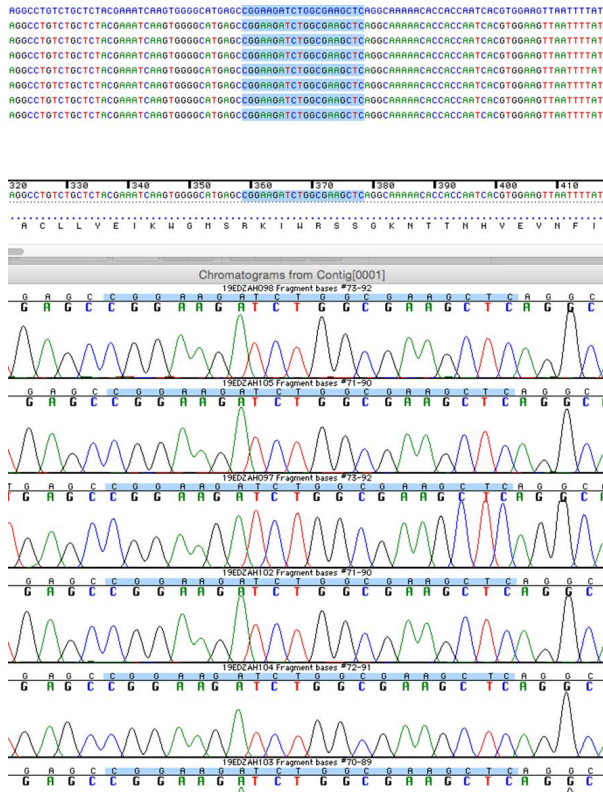 AGGCCTGTCTGCTCTACGAAATCAAGTGGGGCATGAGCCGGAAGATCTGGCGAAGCTCAGGCAAAAACACCACCAATCACGTGGAAGTTAATTTTAT
AGGCCTGTCTGCTCTACGAAATCAAGTGGGGCATGAGCCGGAAGATCTGGCGAAGCTCAGGCAAAAACACCACCAATCACGTGGAAGTTAATTTTAT
AGGCCTGTCTGCTCTACGAAATCAAGTGGGGCATGAGCCGGAAGATCTGGCGAAGCTCAGGCAAAAACACCACCAATCACGTGGAAGTTAATTTTAT
AGGCCTGTCTGCTCTACGAAATCAAGTGGGGCATGAGCCGGAAGATCTGGCGAAGCTCAGGCAAAAACACCACCAATCACGTGGAAGTTAATTTTAT
AGGCCTGTCTGCTCTACGAAATCAAGTGGGGCATGAGCCGGAAGATCTGGCGAAGCTCAGGCAAAAACACCACCAATCACGTGGAAGTTAATTTTAT
AGGCCTGTCTGCTCTACGAAATCAAGTGGGGCATGAGCCGGAAGATCTGGCGAAGCTCAGGCAAAAACACCACCAATCACGTGGAAGTTAATTTTAT
AGGCCTGTCTGCTCTACGAAATCAAGTGGGGCATGAGCCGGAAGATCTGGCGAAGCTCAGGCAAAAACACCACCAATCACGTGGAAGTTAATTTTAT
AGGCCTGTCTGCTCTACGAAATCAAGTGGGGCATGAGCCGGAAGATCTGGCGAAGCTCAGGCAAAAACACCACCAATCACGTGGAAGTTAATTTTAT
320 330 340 350 360 370 380 390 400 410
AGGCCTGTCTGCTCTACGAAATCAAGTGGGGCATGAGCCGGAAGATCTGGCGAAGCTCAGGCAAAAACACCACCAATCACGTGGAAGTTAATTTTAT
A C L L Y E I K W G M S R K I W R S S G K N T T N H V E V N F I
Chromatograms from Contig[0001]
19EDZAH098 Fragment bases #73-92
G A G C C G G A A G A T C T G G C G A A G C T C A G G C
G A G C C G G A A G A T C T G G C G A A G C T C A G G C
19EDZAH105 Fragment bases #71-90
G A G C C G G A A G A T C T G G C G A A G C T C A G G C
G A G C C G G A A G A T C T G G C G A A G C T C A G G C
19EDZAH097 Fragment bases #73-92
T G A G C C G G A A G A T C T G G C G A A G C T C A G G C
T G A G C C G G A A G A T C T G G C G A A G C T C A G G C
19EDZAH102 Fragment bases #71-90
G A G C C G G A A G A T C T G G C G A A G C T C A G G C
G A G C C G G A A G A T C T G G C G A A G C T C A G G C
19EDZAH104 Fragment bases #72-91
G A G C C G G A A G A T C T G G C G A A G C T C A G G C
G A G C C G G A A G A T C T G G C G A A G C T C A G G C
19EDZAH103 Fragment bases #70-89
G A G C C G G A A G A T C T G G C G A A G C T C A G G C
G A G C C G G A A G A T C T G G C G A A G C T C A G G C